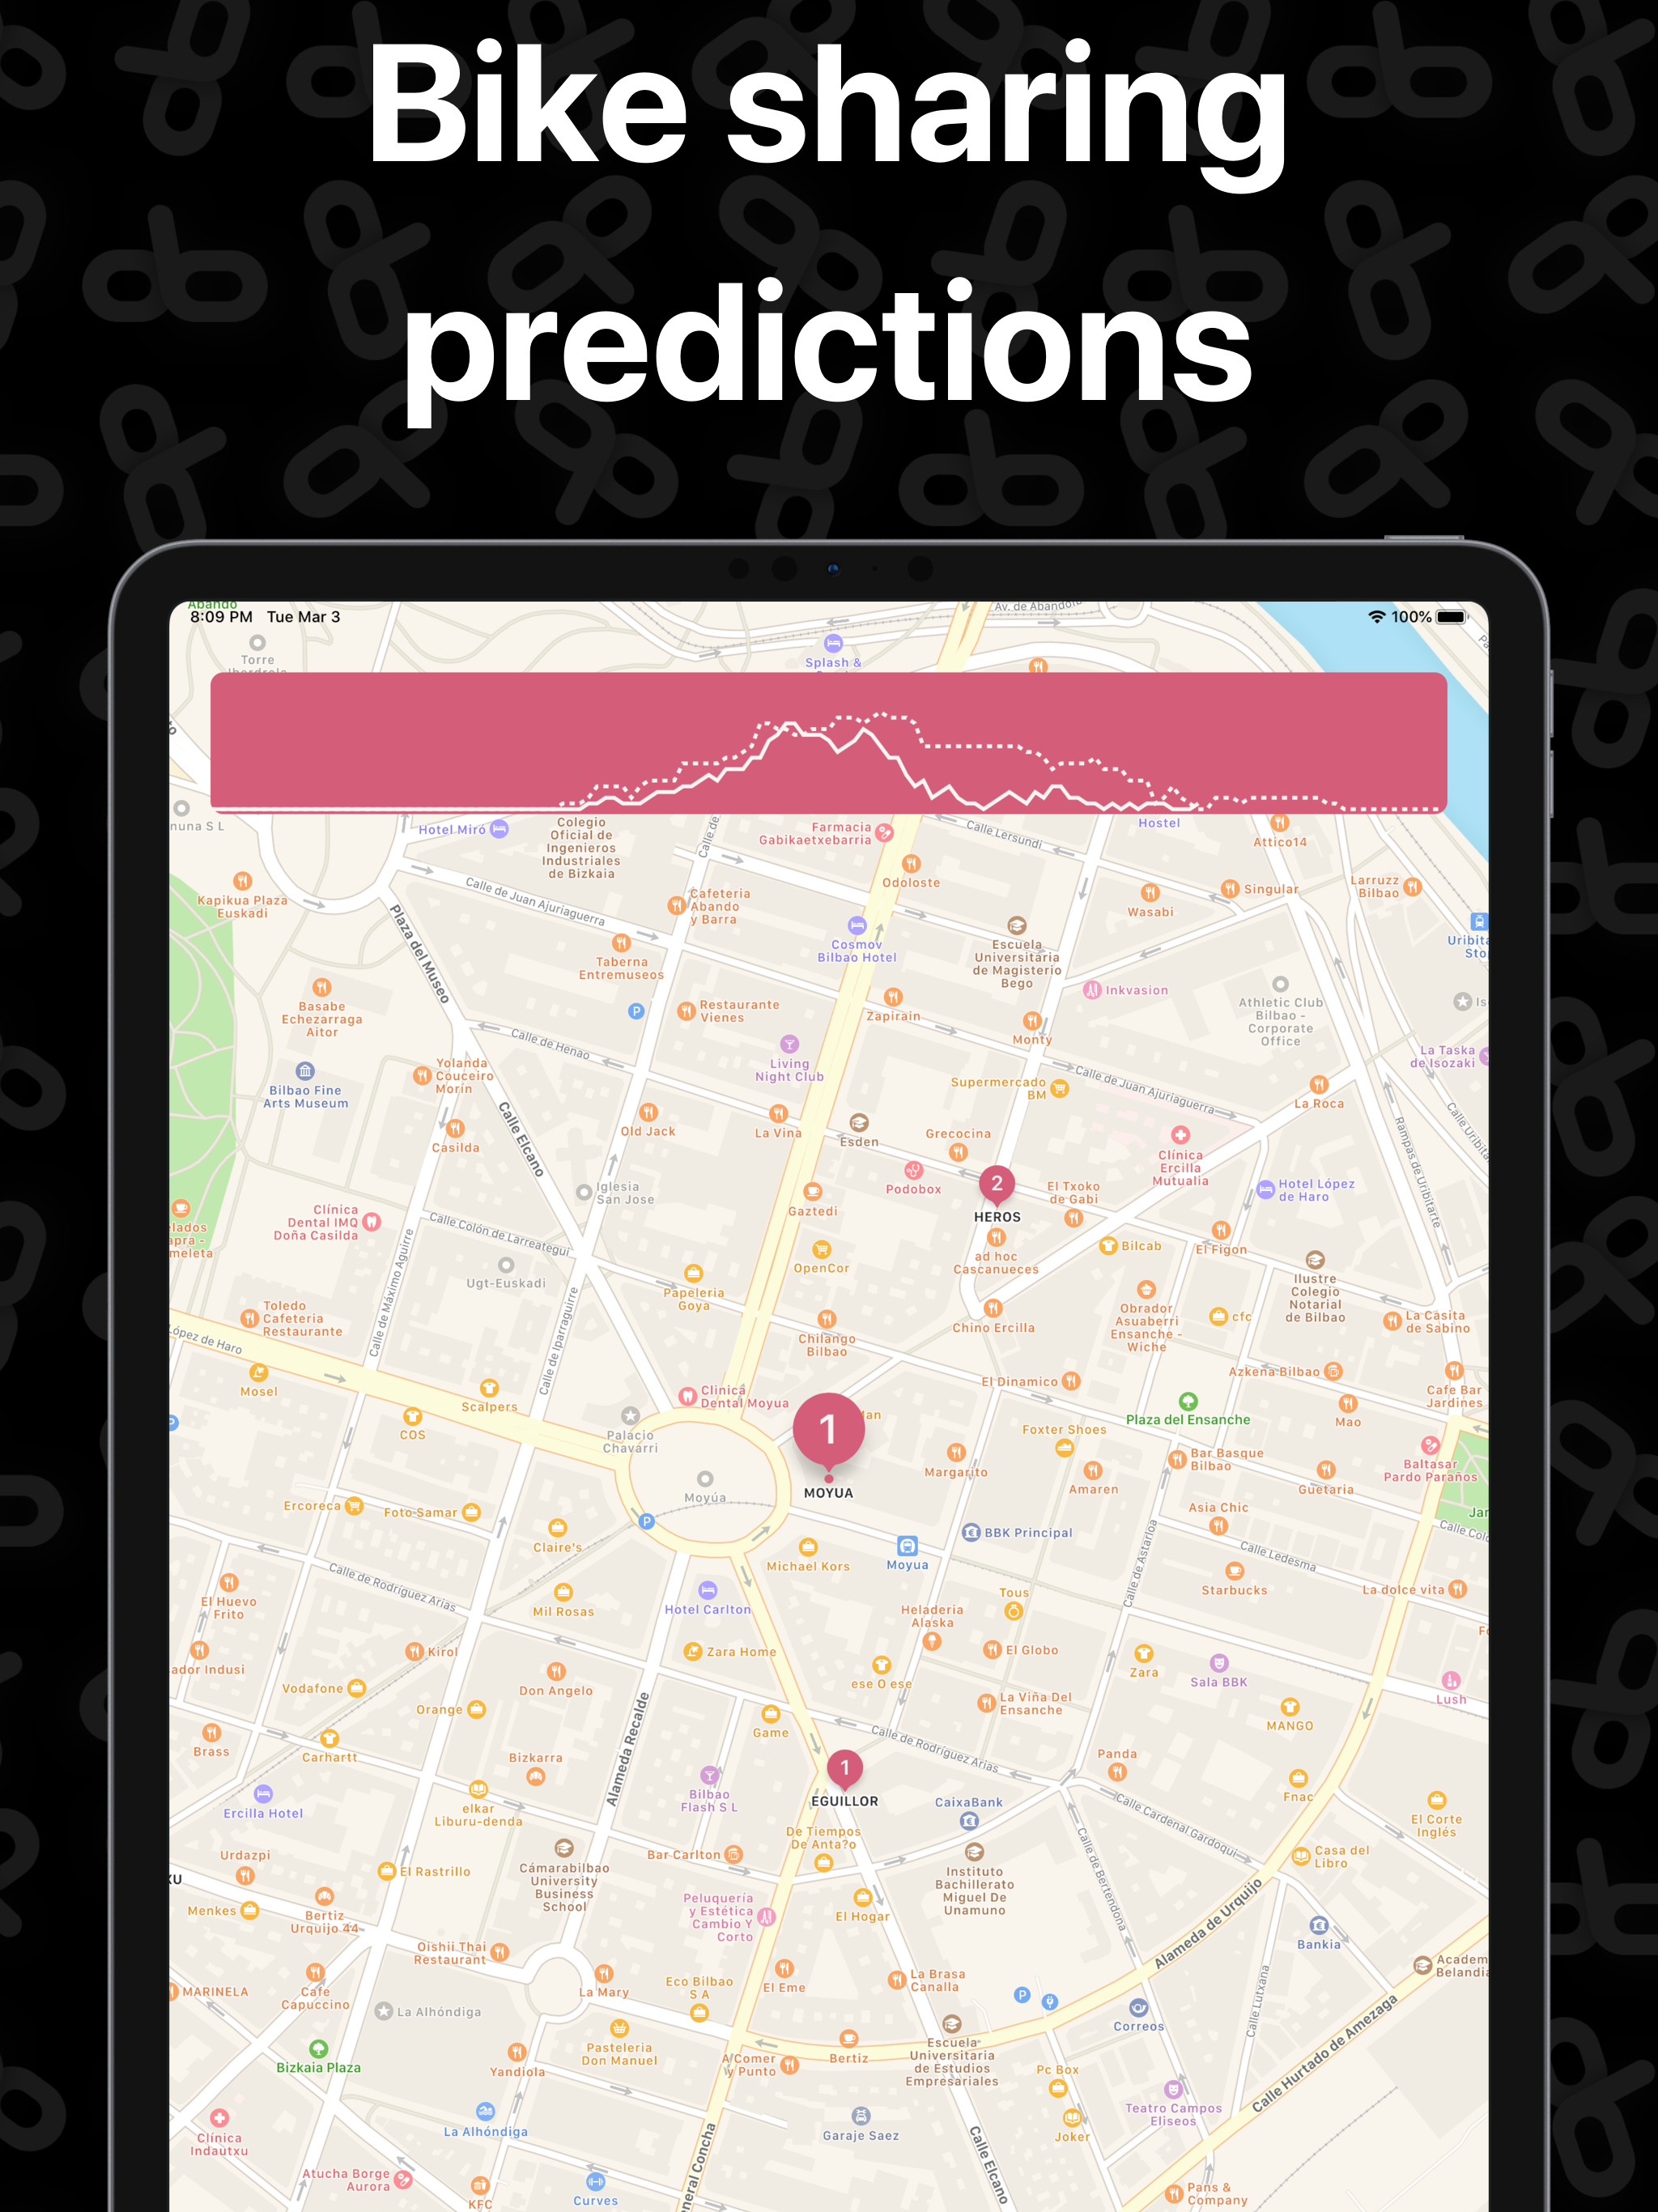 Bike sharing
predictions
8:09 PM Tue Mar 3
100%
Abando
Av. de Abandoibarra
Torre
Iberdrola
Splash &
Hotel Miró
Colegio
Oficial de
Ingenieros
Industriales
de Bizkaia
Farmacia
Gabikaetxebarria
Calle Lersundi
Hostel
Attico14
Kapikua Plaza
Euskadi
Calle de Juan Ajuriaguerra
Cafeteria
Abando
y Barra
Odoloste
Wasabi
Singular
Larruzz
Bilbao
Plaza del Museo
Taberna
Entremuseos
Cosmov
Bilbao Hotel
Escuela
Universitaria
de Magisterio
Bego
Basabe
Echezarraga
Aitor
P
Restaurante
Vienes
Zapirain
Inkvasion
Monty
Athletic Club
Bilbao -
Corporate
Office
Calle de Henao
Living
Night Club
La Taska
de Isozaki
Bilbao Fine
Arts Museum
Yolanda
Couceiro
Morin
Supermercado
BM
Calle de Juan Ajuriaguerra
La Roca
Casilda
Calle Elcano
Old Jack
La Vina
Esden
Grecocina
Clínica
Ercilla
Mutualia
Rampas de Uribitarte
Iglesia
San Jose
Podobox
2
HEROS
El Txoko
de Gabi
Hotel López
de Haro
Clínica
Dental IMQ
Doña Casilda
Calle Colón de Larreategui
Gaztedi
ad hoc
Cascanueces
Bilcab
El Figon
Ugt-Euskadi
OpenCor
Ilustre
Colegio
Notarial
de Bilbao
Papeleria
Goya
Toledo
Cafeteria
Restaurante
Calle de Máximo Aguirre
Calle de Iparraguirre
Chilango
Bilbao
Chino Ercilla
Obrador
Asuaberri
Ensanche -
Wiche
cfc
La Casita
de Sabino
López de Haro
Mosel
Scalpers
Clinica
Dental Moyua
El Dinamico
Azkena Bilbao
Cafe Bar
Jardines
COS
Palacio
Chavarri
1
MOYUA
Plaza del Ensanche
Mao
Foxter Shoes
Margarito
Amaren
Bar Basque
Bilbao
Baltasar
Pardo Paraños
Guetaria
Moyúa
Ercoreca
Foto-Samar
P
Asia Chic
Claire's
Michael Kors
Moyua
BBK Principal
Calle de Astarloa
Calle Ledesma
Calle de Rodríguez Arias
El Huevo
Frito
Mil Rosas
Hotel Carlton
Tous
Starbucks
La dolce vita
Heladeria
Alaska
Kirol
Zara Home
El Globo
Zara
Sala BBK
Don Angelo
Vodafone
ese O ese
La Viña Del
Ensanche
Lush
Orange
Alameda Recalde
Game
MANGO
Brass
Carhartt
Bizkarra
Calle de Rodríguez Arias
Panda
Bilbao
Flash S L
1
EGUILLOR
Ercilla Hotel
elkar
Liburu-denda
CaixaBank
Calle Cardenal Gardoqui
Fnac
El Corte
Inglés
De Tiempos
De Anta?o
Urdazpi
El Rastrillo
Cámarabilbao
University
Business
School
Bar Carlton
Instituto
Bachillerato
Miguel De
Unamuno
Calle de Bertendona
Casa del
Libro
Menkes
Bertiz
Urquijo 44
Peluquería
y Estética
Cambio Y
Corto
El Hogar
Alameda de Urquijo
Bankia
Oishii Thai
Restaurant
MARINELA
Cafe
Capuccino
La Mary
Eco Bilbao
S A
El Eme
La Brasa
Canalla
P
Correos
Calle Lutxana
La Alhóndiga
Bizkaia Plaza
Yandiola
Pasteleria
Don Manuel
A Comer
y Punto
Bertiz
Escuela
Universitaria
de Estudios
Empresariales
Pc Box
Calle Hurtado de Amezaga
Clínica
Indautxu
La Alhóndiga
Garaje Saez
Joker
Teatro Campos
Eliseos
Atucha Borge
Aurora
KFC
Curves
Calle Elcano
Pans &
Company